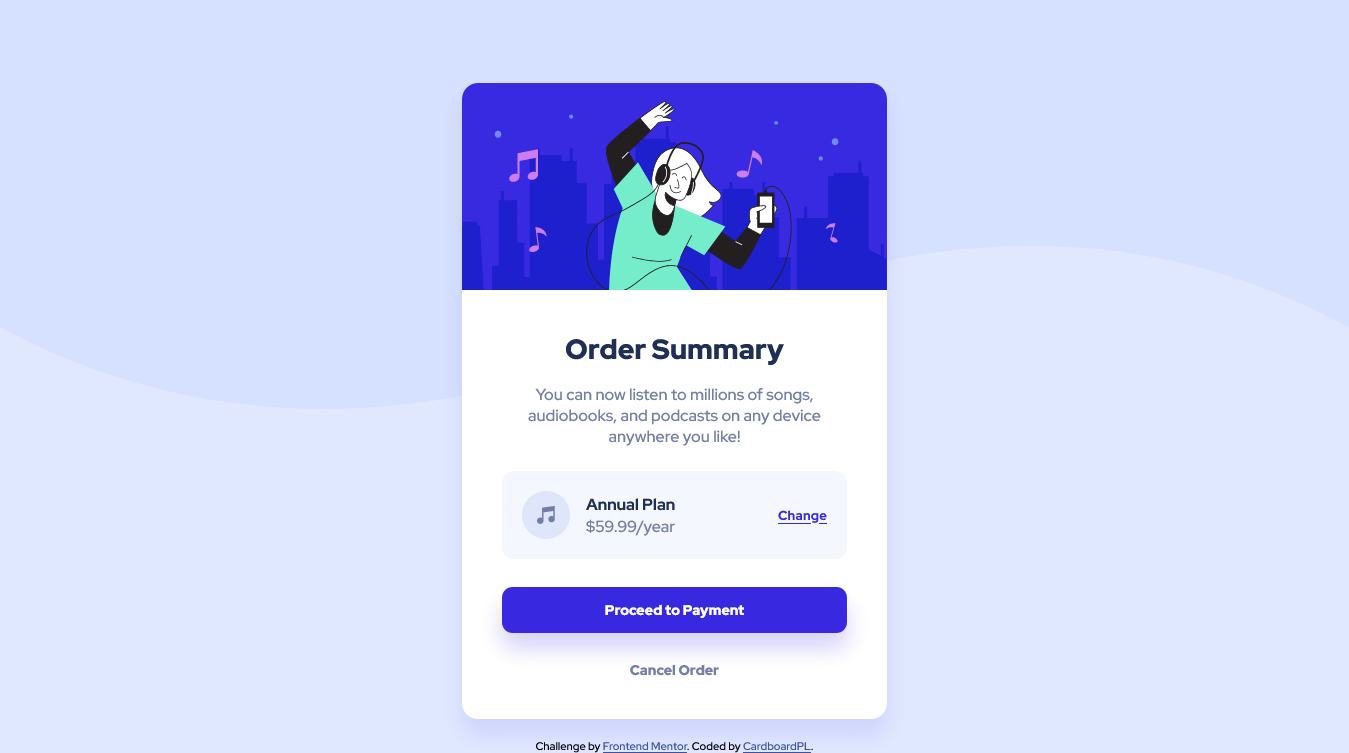 Order Summary
You can now listen to millions of songs,
audiobooks, and podcasts on any device
anywhere you like!
Annual Plan
$59.99/year
Change
Proceed to Payment
Cancel Order
Challenge by Frontend Mentor. Coded by CardboardPL.